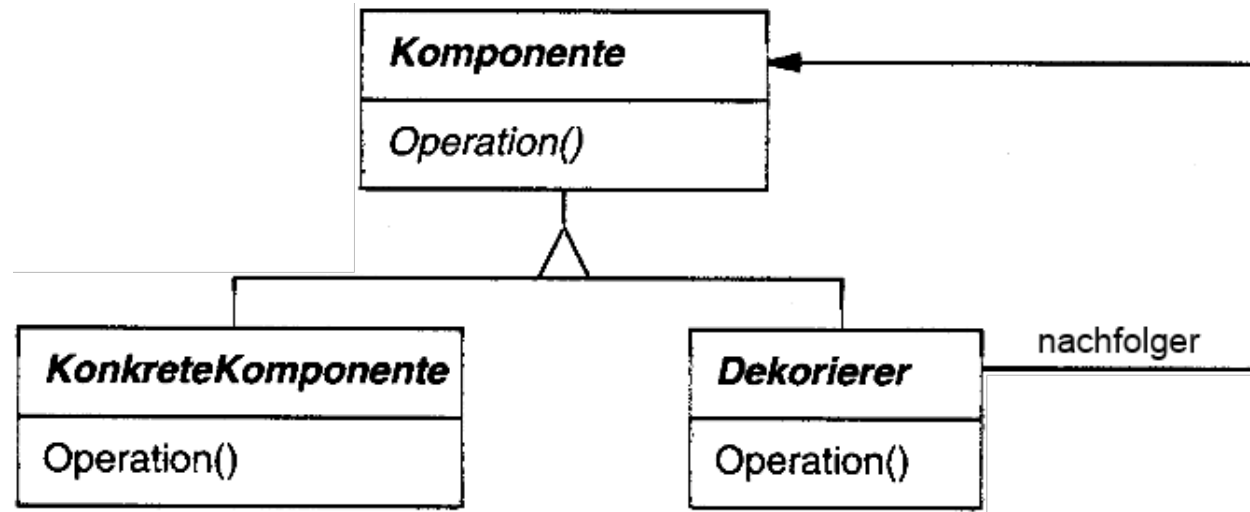 Komponente
Operation()
KonkreteKomponente
Operation()
Dekorierer
Operation()
nachfolger